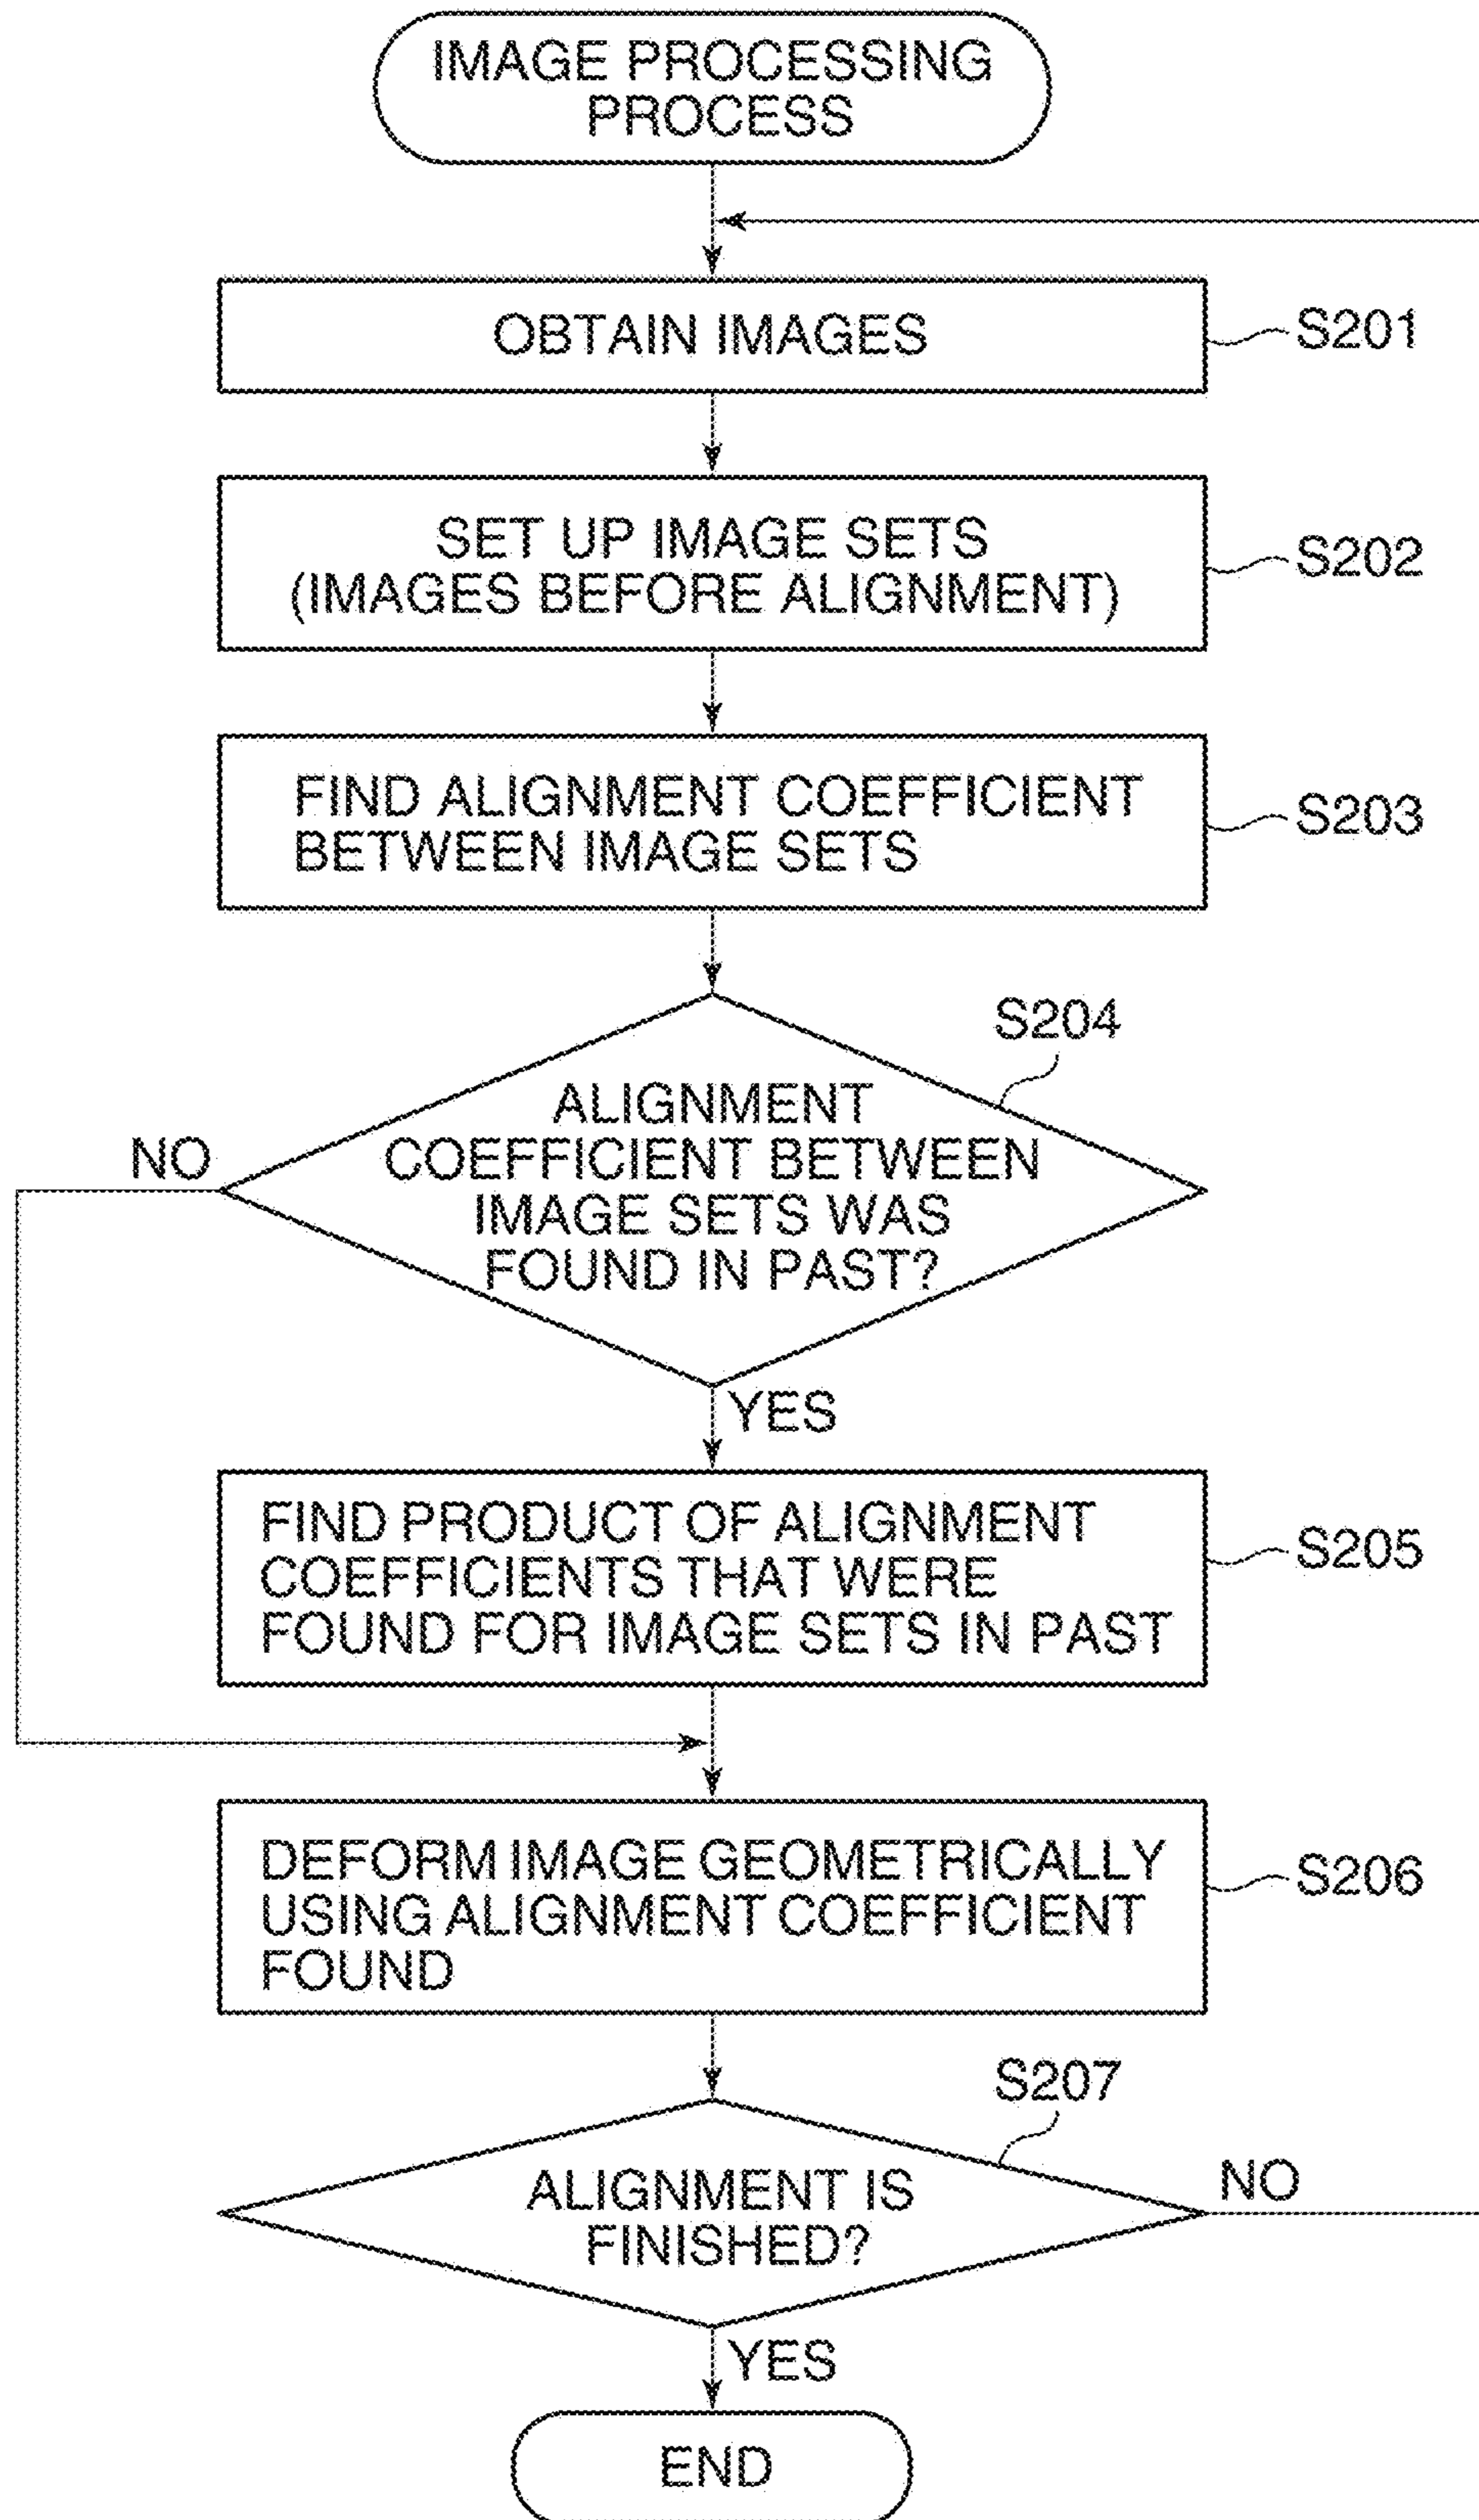 IMAGE PROCESSING
PROCESS
OBTAIN IMAGES
S201
SET UP IMAGE SETS
(IMAGES BEFORE ALIGNMENT)
S202
FIND ALIGNMENT COEFFICIENT
BETWEEN IMAGE SETS
S203
S204
ALIGNMENT
COEFFICIENT BETWEEN
IMAGE SETS WAS
FOUND IN PAST?
NO
YES
FIND PRODUCT OF ALIGNMENT
COEFFICIENTS THAT WERE
FOUND FOR IMAGE SETS IN PAST
S205
DEFORM IMAGE GEOMETRICALLY
USING ALIGNMENT COEFFICIENT
FOUND
S206
S207
ALIGNMENT IS
FINISHED?
NO
YES
END